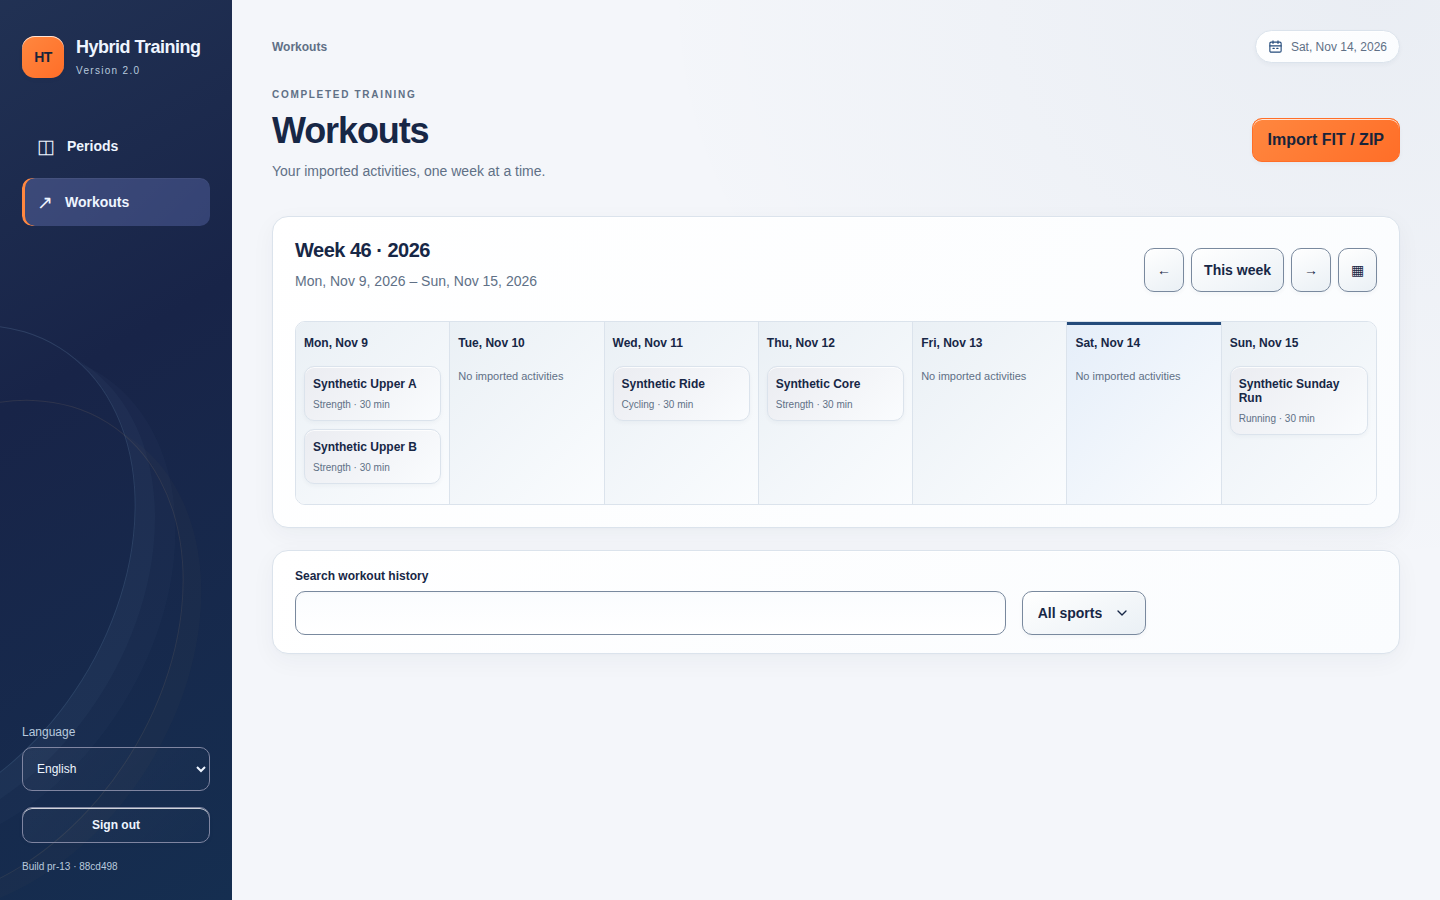 HT
Hybrid Training
Version 2.0
Periods
Workouts
Language
English
Sign out
Build pr-13 · 88cd498
Workouts
Sat, Nov 14, 2026
COMPLETED TRAINING
Workouts
Your imported activities, one week at a time.
Import FIT / ZIP
Week 46 · 2026
Mon, Nov 9, 2026 – Sun, Nov 15, 2026
←
This week
→
Mon, Nov 9
Synthetic Upper A
Strength · 30 min
Synthetic Upper B
Strength · 30 min
Tue, Nov 10
No imported activities
Wed, Nov 11
Synthetic Ride
Cycling · 30 min
Thu, Nov 12
Synthetic Core
Strength · 30 min
Fri, Nov 13
No imported activities
Sat, Nov 14
No imported activities
Sun, Nov 15
Synthetic Sunday
Run
Running · 30 min
Search workout history
All sports